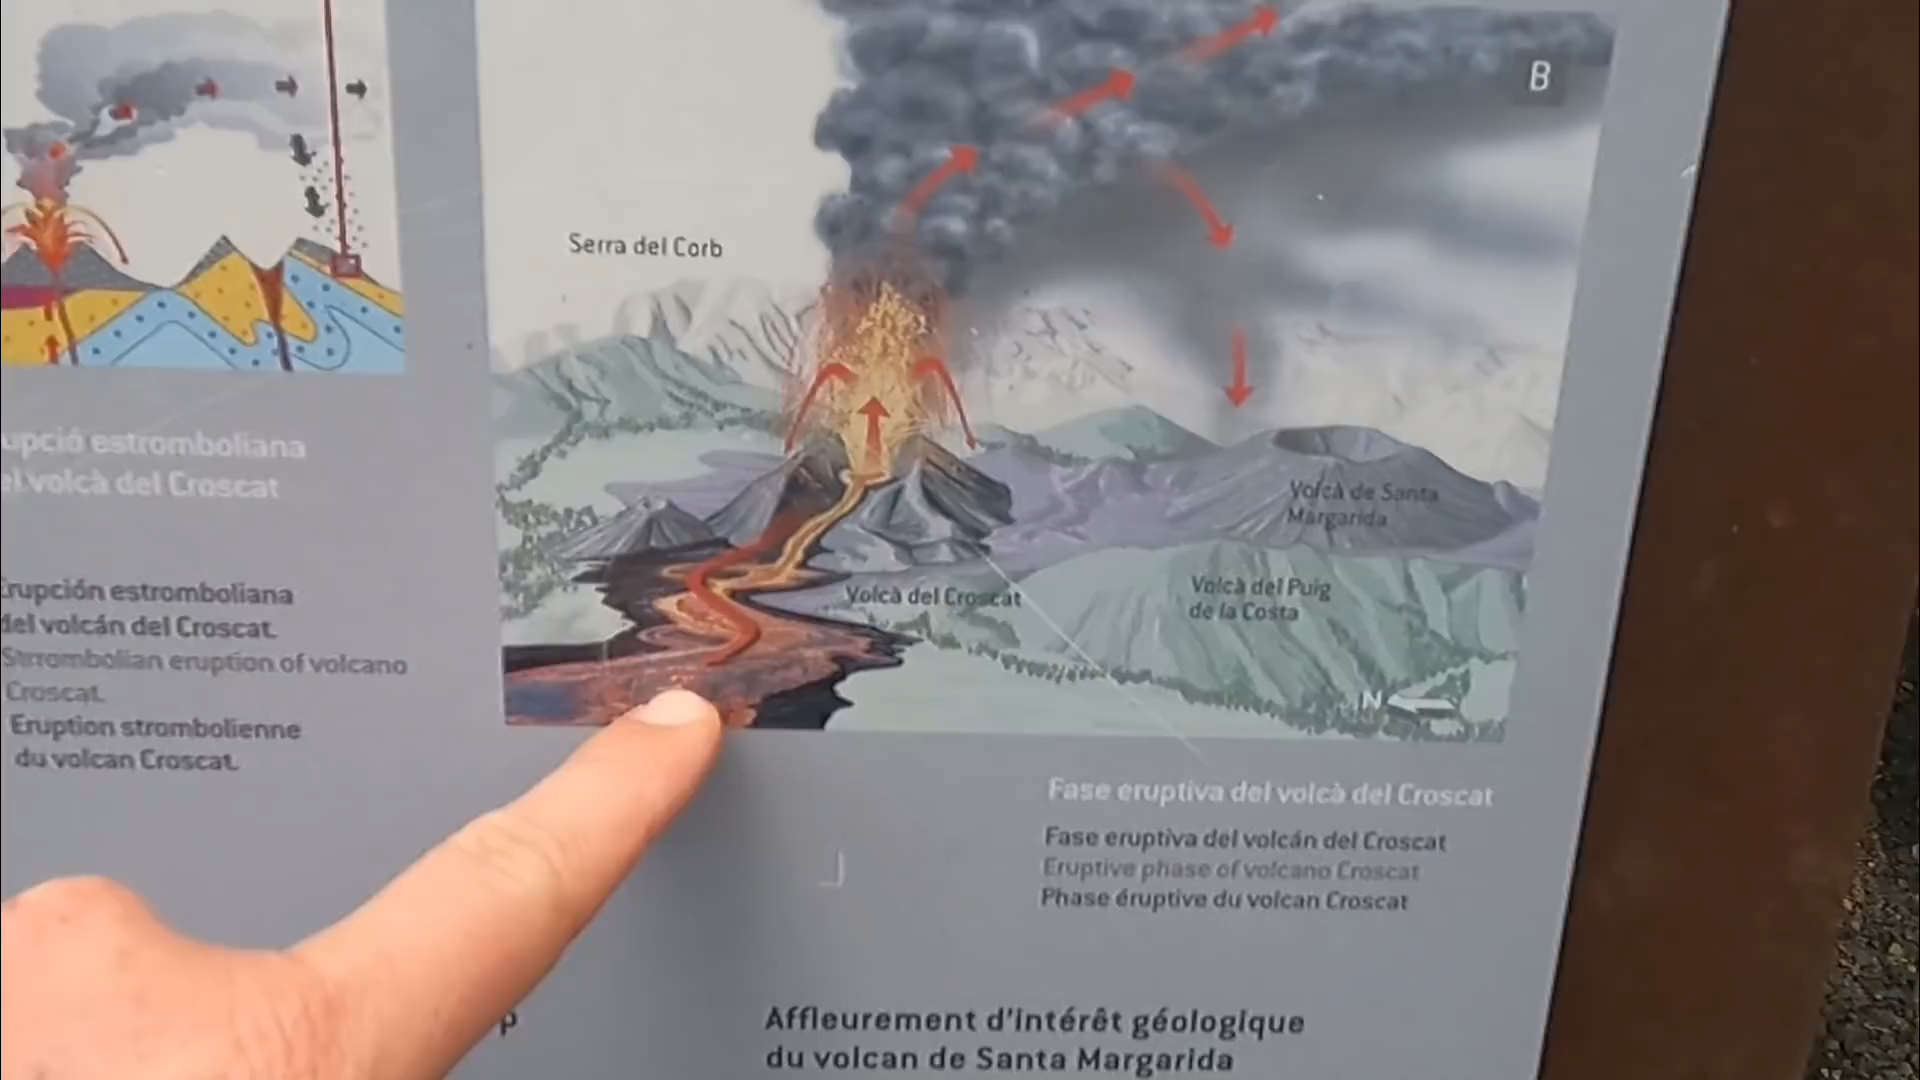 B
Serra del Corb
Volcà de Santa
Margarida
Volcà del Croscat
Volcà del Puig
de la Costa
N
upció estromboliana
el volcà del Croscat
Erupción estromboliana
del volcán del Croscat.
Strrombolian eruption of volcano
Croscat.
Eruption strombolienne
du volcan Croscat.
Fase eruptiva del volcà del Croscat
Fase eruptiva del volcán del Croscat
Eruptive phase of volcano Croscat
Phase éruptive du volcan Croscat
p
Affleurement d'intérêt géologique
du volcan de Santa Margarida